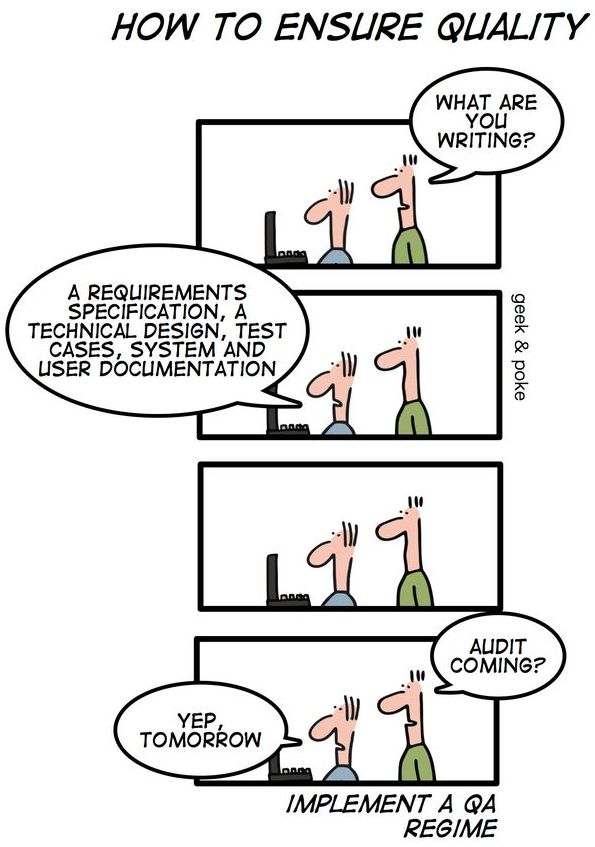 HOW TO ENSURE QUALITY
WHAT ARE
YOU
WRITING?
A REQUIREMENTS
SPECIFICATION, A
TECHNICAL DESIGN, TEST
CASES, SYSTEM AND
USER DOCUMENTATION
geek & poke
AUDIT
COMING?
YEP,
TOMORROW
IMPLEMENT A QA
REGIME